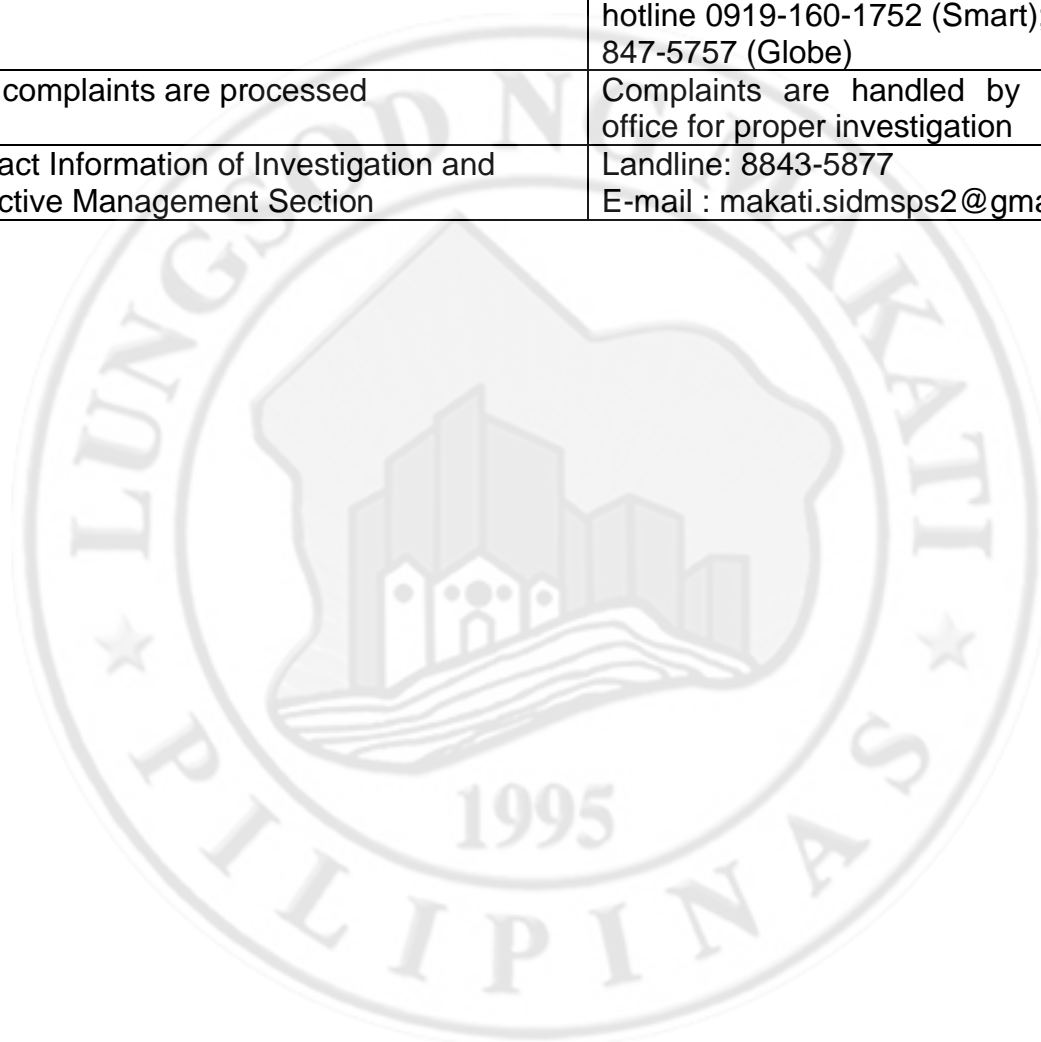 hotline 0919-160-1752 (Smart);
847-5757 (Globe)
complaints are processed
Complaints are handled by
office for proper investigation
act Information of Investigation and
ctive Management Section
Landline: 8843-5877
E-mail : makati.sidmsps2@gma
LUNGSOD NG MAKATI
1995
PILIPINAS